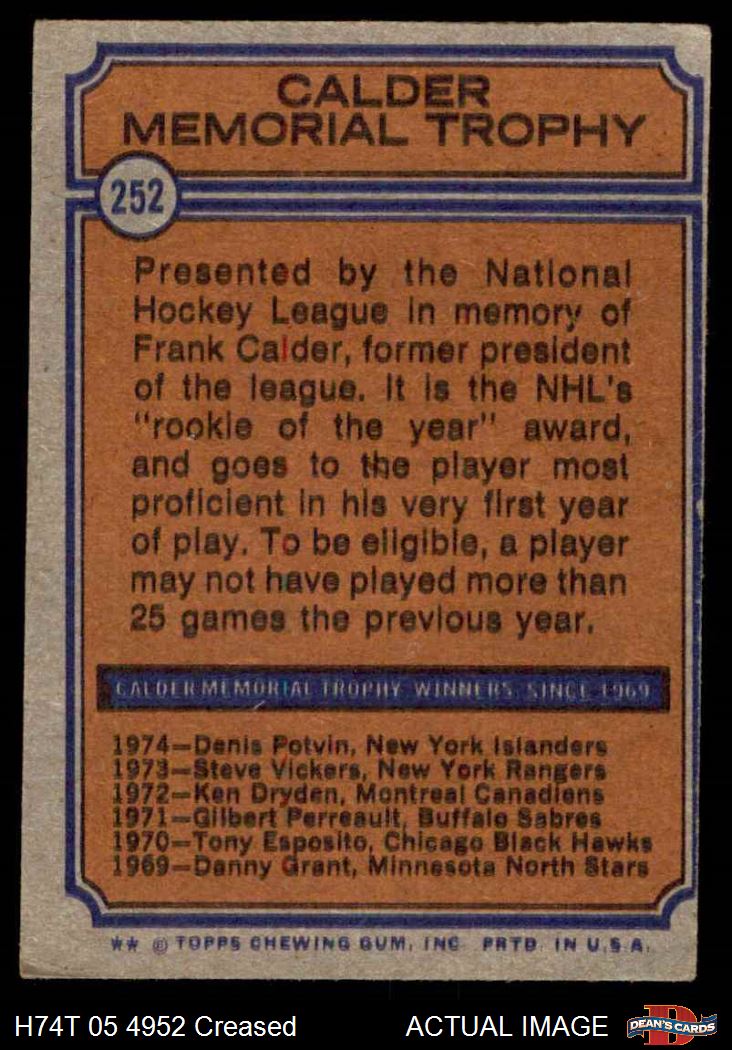 CALDER
MEMORIAL TROPHY
252
Presented by the National
Hockey League in memory of
Frank Calder, former president
of the league. It is the NHL's
"rookie of the year" award,
and goes to the player most
proficient in his very first year
of play. To be eligible, a player
may not have played more than
25 games the previous year.
CALDER MEMORIAL TROPHY WINNERS SINCE 1969
1974—Denis Potvin, New York Islanders
1973—Steve Vickers, New York Rangers
1972—Ken Dryden, Montreal Canadiens
1971—Gilbert Perreault, Buffalo Sabres
1970—Tony Esposito, Chicago Black Hawks
1969—Danny Grant, Minnesota North Stars
** © TOPPS CHEWING GUM, INC. PRTD. IN U.S.A.
H74T 05 4952 Creased
ACTUAL IMAGE
D
DEAN'S CARDS